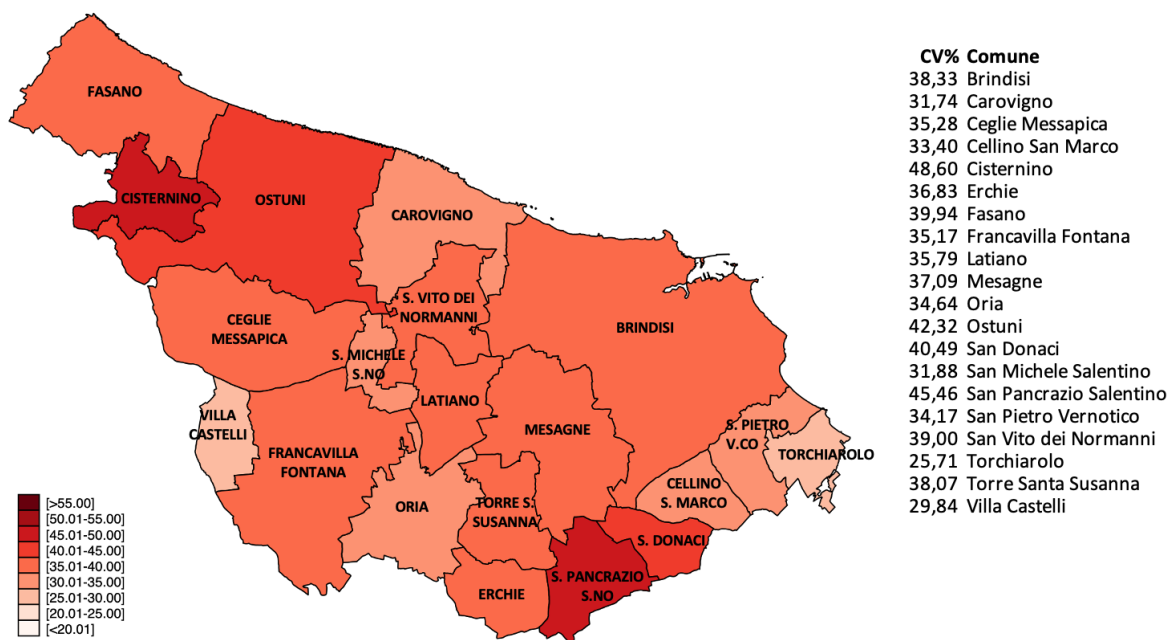 FASANO
CISTERNINO
OSTUNI
CAROVIGNO
S. VITO DEI
NORMANNI
BRINDISI
CEGLIE
MESSAPICA
S. MICHELE
S.NO
LATIANO
VILLA
CASTELLI
FRANCAVILLA
FONTANA
MESAGNE
S. PIETRO
V.CO
TORCHIAROLO
CELLINO
S. MARCO
ORIA
TORRE S.
SUSANNA
S. DONACI
S. PANCRAZIO
S.NO
ERCHIE
[>55.00]
[50.01-55.00]
[45.01-50.00]
[40.01-45.00]
[35.01-40.00]
[30.01-35.00]
[25.01-30.00]
[20.01-25.00]
[<20.01]
CV% Comune
38,33 Brindisi
31,74 Carovigno
35,28 Ceglie Messapica
33,40 Cellino San Marco
48,60 Cisternino
36,83 Erchie
39,94 Fasano
35,17 Francavilla Fontana
35,79 Latiano
37,09 Mesagne
34,64 Oria
42,32 Ostuni
40,49 San Donaci
31,88 San Michele Salentino
45,46 San Pancrazio Salentino
34,17 San Pietro Vernotico
39,00 San Vito dei Normanni
25,71 Torchiarolo
38,07 Torre Santa Susanna
29,84 Villa Castelli